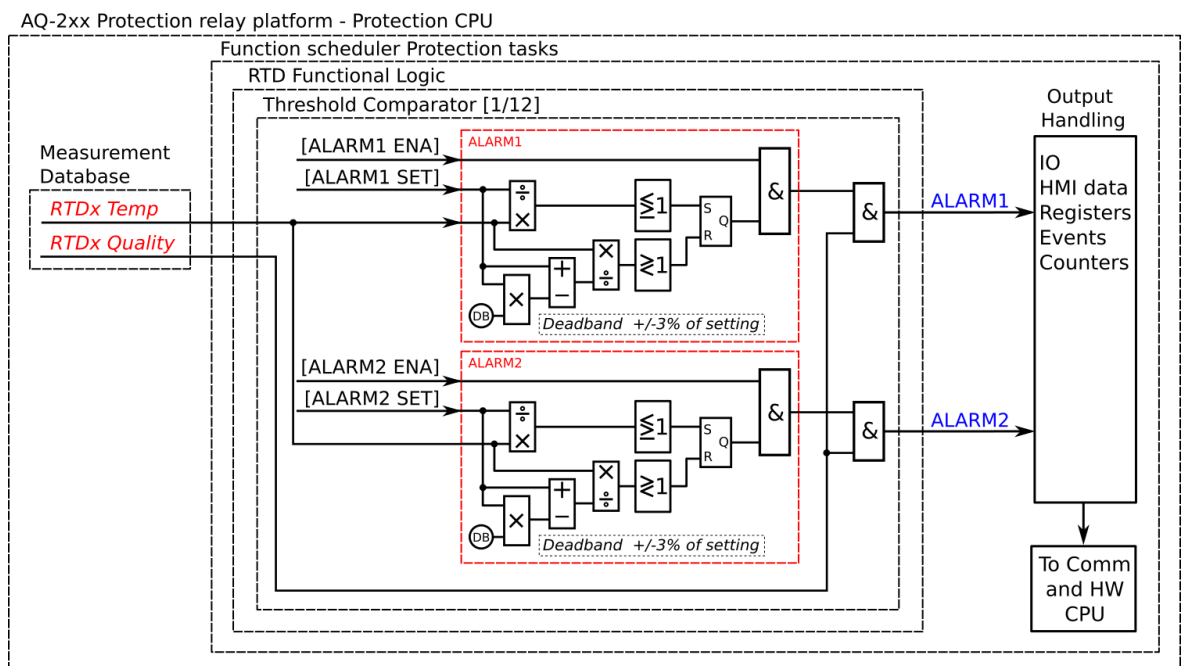 AQ-2xx Protection relay platform - Protection CPU
Function scheduler Protection tasks
RTD Functional Logic
Threshold Comparator [1/12]
Measurement
Database
RTDx Temp
RTDx Quality
[ALARM1 ENA]
[ALARM1 SET]
ALARM1
÷
×
≶1
S
Q
R
&
&
×
÷
≷1
+
−
×
DB
Deadband +/-3% of setting
ALARM1
[ALARM2 ENA]
[ALARM2 SET]
ALARM2
÷
×
≶1
S
Q
R
&
&
×
÷
≷1
+
−
×
DB
Deadband +/-3% of setting
ALARM2
Output
Handling
IO
HMI data
Registers
Events
Counters
To Comm
and HW
CPU